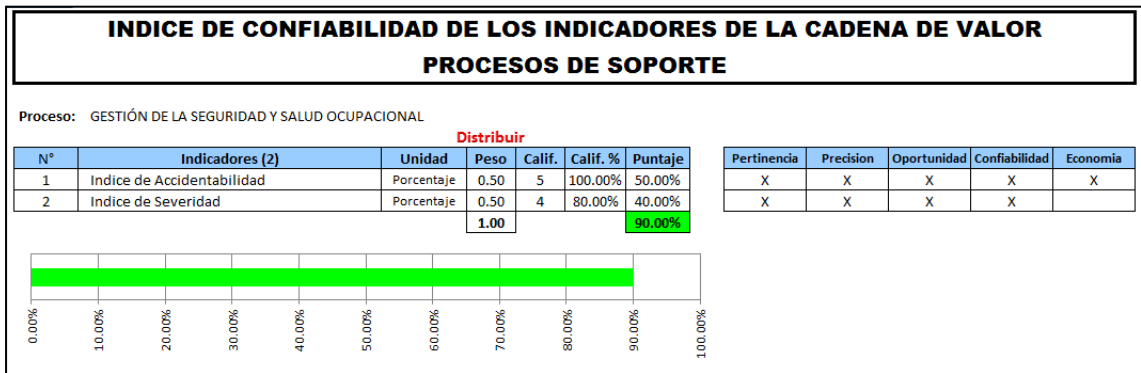 INDICE DE CONFIABILIDAD DE LOS INDICADORES DE LA CADENA DE VALOR
PROCESOS DE SOPORTE
Proceso: GESTIÓN DE LA SEGURIDAD Y SALUD OCUPACIONAL
Distribuir
N° Indicadores (2) Unidad Peso Calif. Calif. % Puntaje Pertinencia Precision Oportunidad Confiabilidad Economia
1 Indice de Accidentabilidad Porcentaje 0.50 5 100.00% 50.00% X X X X X
2 Indice de Severidad Porcentaje 0.50 4 80.00% 40.00% X X X X
1.00 90.00%
0.00% 10.00% 20.00% 30.00% 40.00% 50.00% 60.00% 70.00% 80.00% 90.00% 100.00%